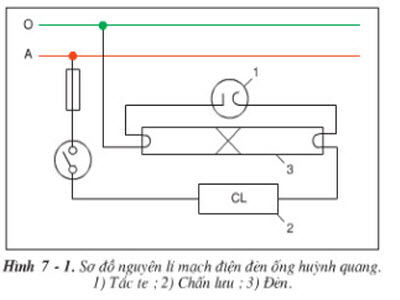 O
A
1
3
CL
2
Hình 7 - 1. Sơ đồ nguyên lí mạch điện đèn ống huỳnh quang.
1) Tắc te ; 2) Chấn lưu ; 3) Đèn.